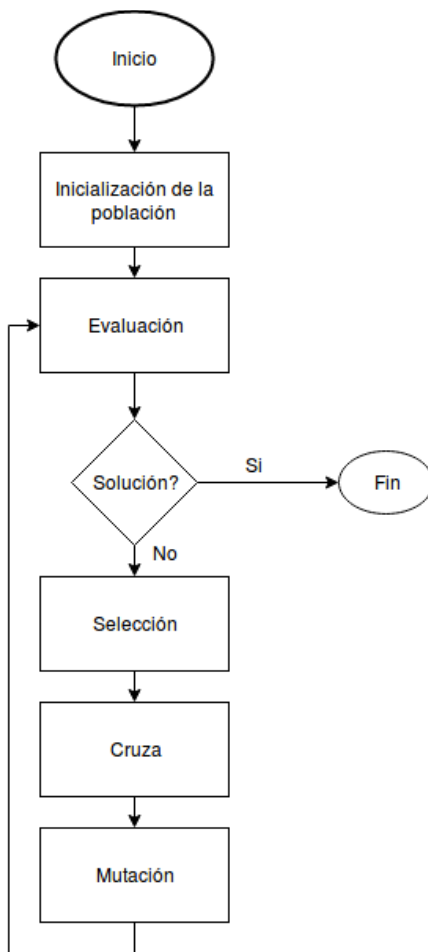 Inicio
Inicialización de la
población
Evaluación
Solución?
Si
Fin
No
Selección
Cruza
Mutación